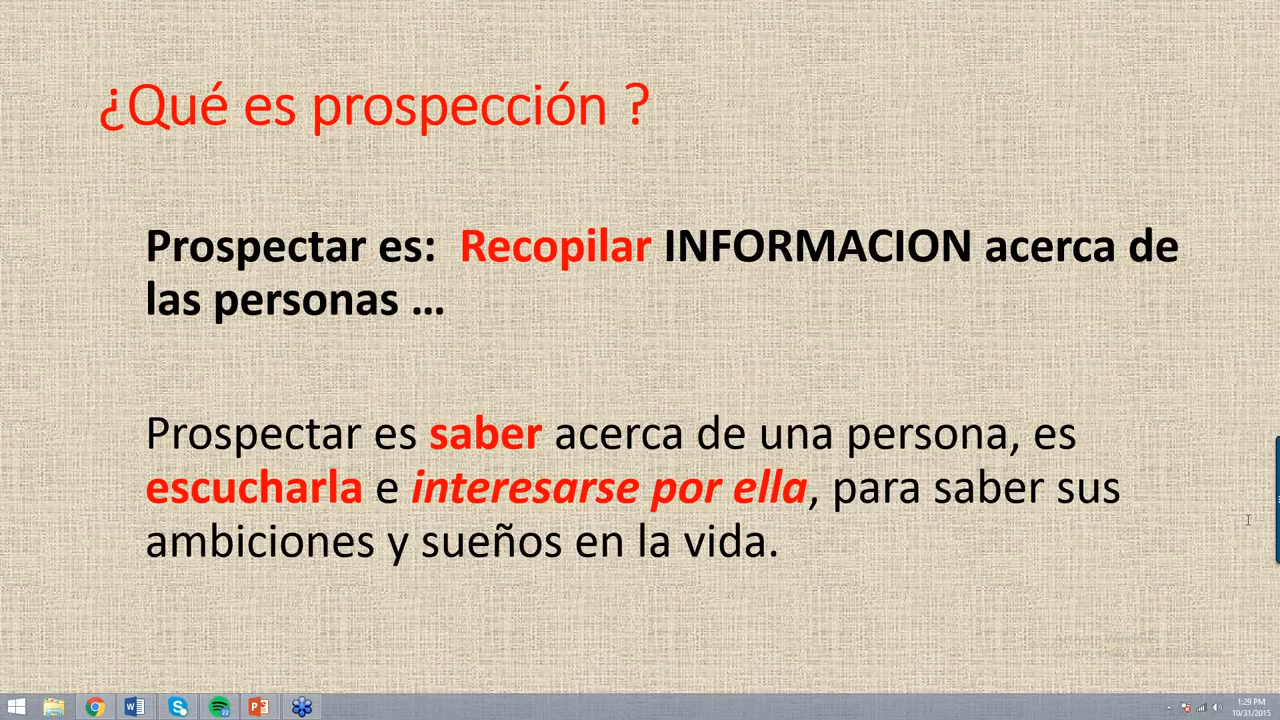 ¿Qué es prospección ?
Prospectar es: Recopilar INFORMACION acerca de
las personas ...
Prospectar es saber acerca de una persona, es
escucharla e interesarse por ella, para saber sus
ambiciones y sueños en la vida.
22
1:29 PM
10/31/2015